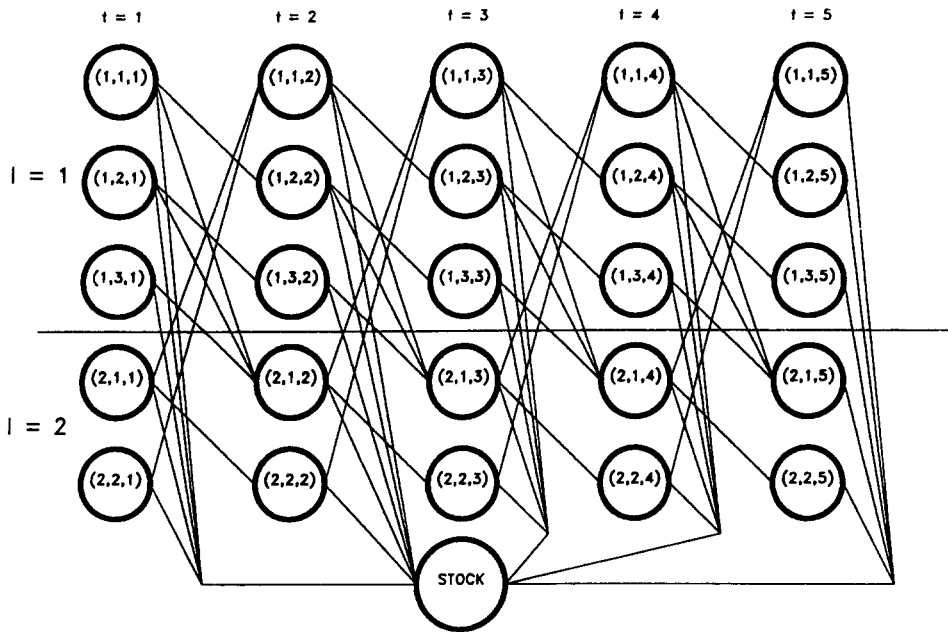 t = 1 t = 2 t = 3 t = 4 t = 5
(1,1,1) (1,1,2) (1,1,3) (1,1,4) (1,1,5)
l = 1
(1,2,1) (1,2,2) (1,2,3) (1,2,4) (1,2,5)
(1,3,1) (1,3,2) (1,3,3) (1,3,4) (1,3,5)
(2,1,1) (2,1,2) (2,1,3) (2,1,4) (2,1,5)
l = 2
(2,2,1) (2,2,2) (2,2,3) (2,2,4) (2,2,5)
STOCK